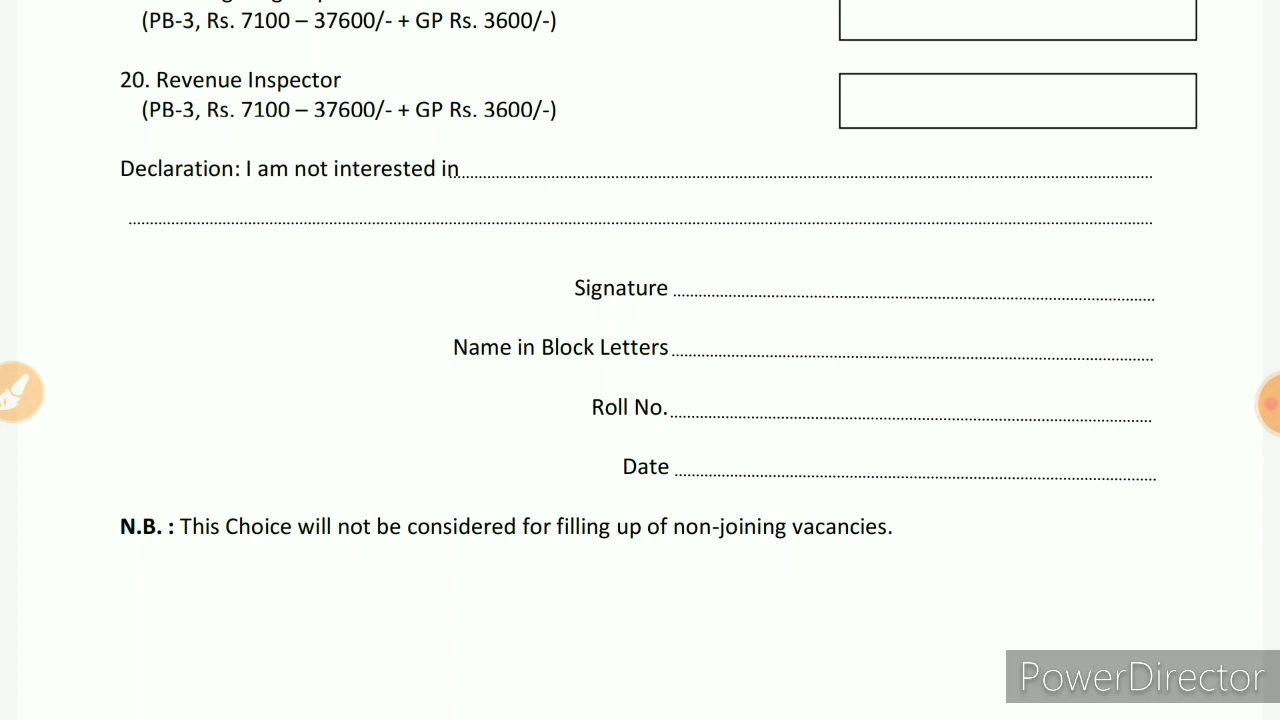 (PB-3, Rs. 7100 – 37600/- + GP Rs. 3600/-)
20. Revenue Inspector
(PB-3, Rs. 7100 – 37600/- + GP Rs. 3600/-)
Declaration: I am not interested in
Signature
Name in Block Letters
Roll No.
Date
N.B. : This Choice will not be considered for filling up of non-joining vacancies.
PowerDirector